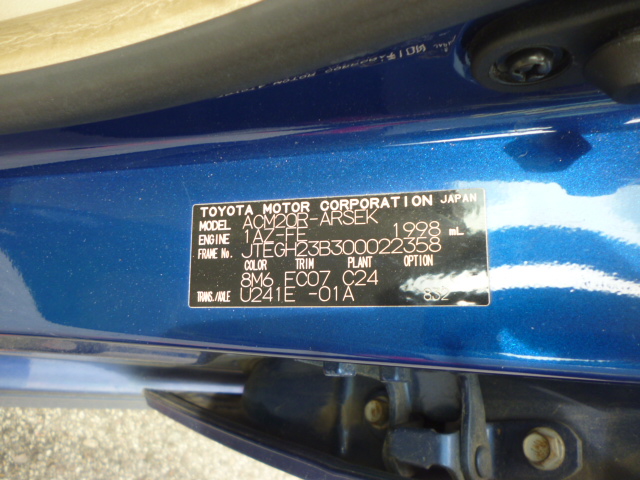 TOYOTA MOTOR CORPORATION JAPAN
MODEL ACM20R-ARSEK
ENGINE 1AZ-FE 1998 mL
FRAME No. JTEGH23B300022358
COLOR TRIM PLANT OPTION
8M6 FC07 C24
TRANS./AXLE U241E -01A 832